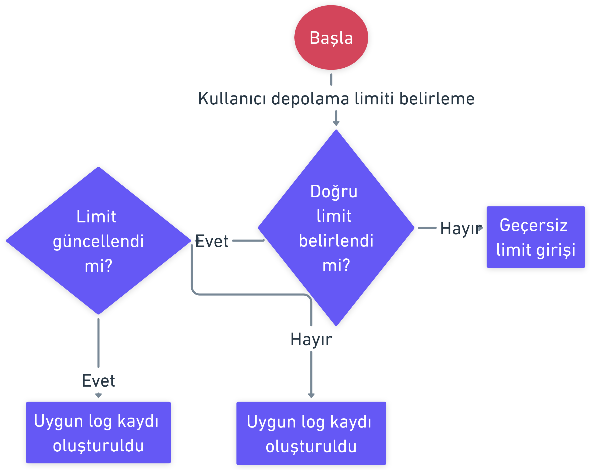 Başla
Kullanıcı depolama limiti belirleme
Doğru
limit
belirlendi
mi?
Hayır
Geçersiz
limit girişi
Evet
Limit
güncellendi
mi?
Hayır
Evet
Uygun log kaydı
oluşturuldu
Uygun log kaydı
oluşturuldu